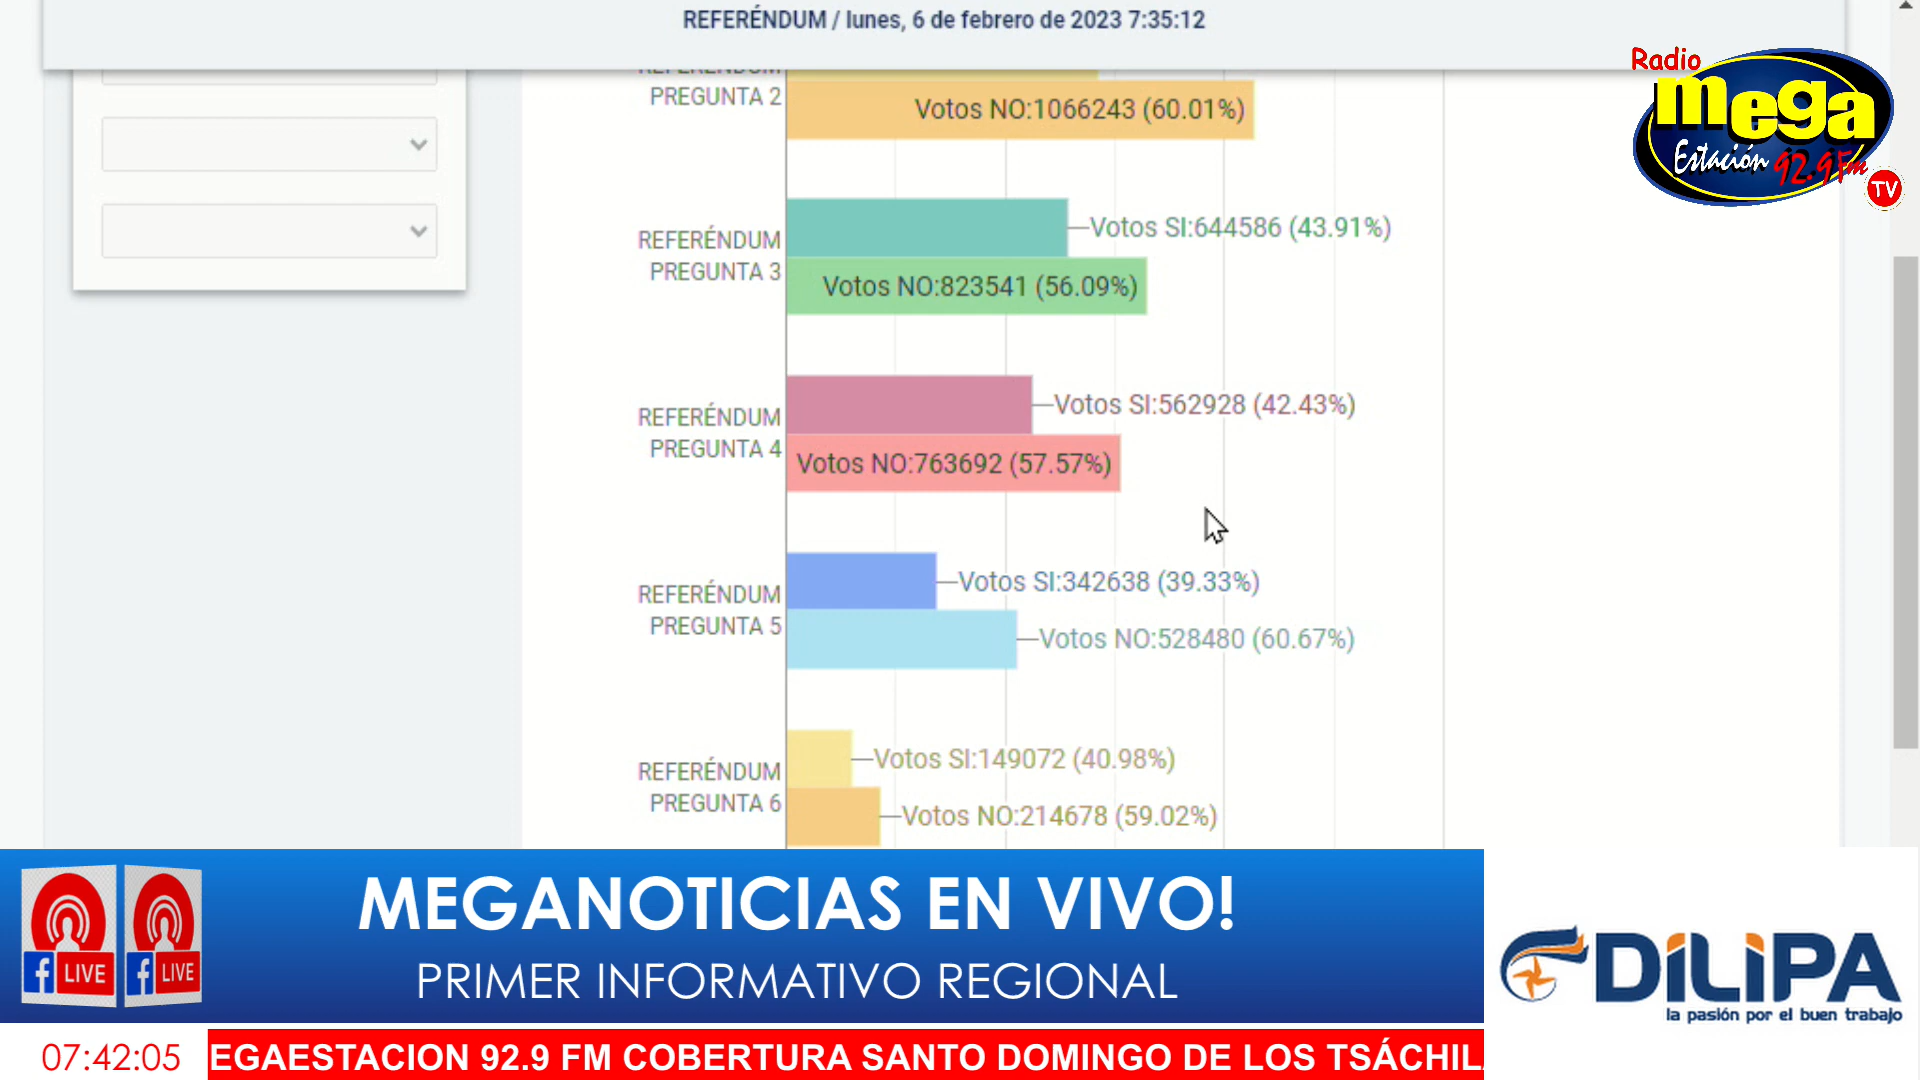 REFERÉNDUM / lunes, 6 de febrero de 2023 7:35:12
Radio
mega
Estación 92.9 Fm
TV
REFERÉNDUM
PREGUNTA 2
Votos NO:1066243 (60.01%)
REFERÉNDUM
PREGUNTA 3
Votos SI:644586 (43.91%)
Votos NO:823541 (56.09%)
REFERÉNDUM
PREGUNTA 4
Votos SI:562928 (42.43%)
Votos NO:763692 (57.57%)
REFERÉNDUM
PREGUNTA 5
Votos SI:342638 (39.33%)
Votos NO:528480 (60.67%)
REFERÉNDUM
PREGUNTA 6
Votos SI:149072 (40.98%)
Votos NO:214678 (59.02%)
f LIVE f LIVE
MEGANOTICIAS EN VIVO!
PRIMER INFORMATIVO REGIONAL
DILIPA
la pasión por el buen trabajo
07:42:05
EGAESTACION 92.9 FM COBERTURA SANTO DOMINGO DE LOS TSÁCHIL